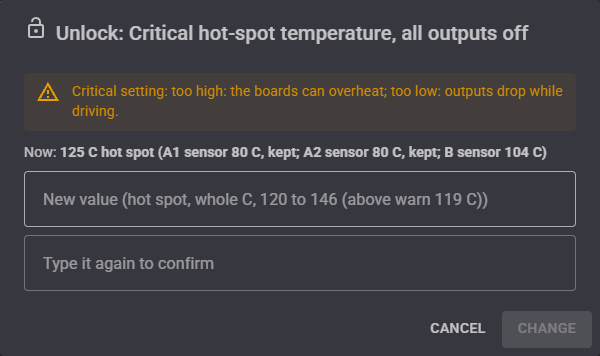 Unlock: Critical hot-spot temperature, all outputs off
Critical setting: too high: the boards can overheat; too low: outputs drop while
driving.
Now: 125 C hot spot (A1 sensor 80 C, kept; A2 sensor 80 C, kept; B sensor 104 C)
New value (hot spot, whole C, 120 to 146 (above warn 119 C))
Type it again to confirm
CANCEL CHANGE